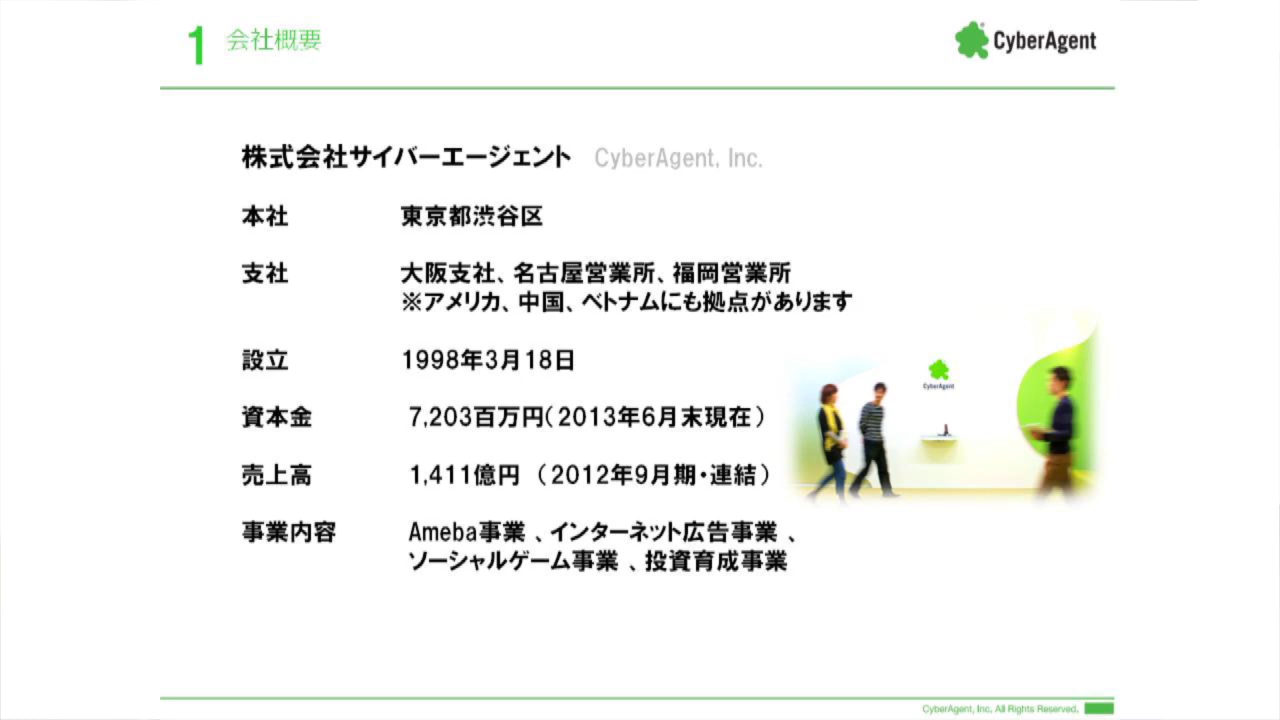 1 会社概要
CyberAgent
株式会社サイバーエージェント CyberAgent, Inc.
本社 東京都渋谷区
支社 大阪支社、名古屋営業所、福岡営業所
※アメリカ、中国、ベトナムにも拠点があります
設立 1998年3月18日
資本金 7,203百万円(2013年6月末現在)
売上高 1,411億円 (2012年9月期・連結)
事業内容 Ameba事業 、インターネット広告事業 、
ソーシャルゲーム事業 、投資育成事業
CyberAgent
CyberAgent, Inc. All Rights Reserved.